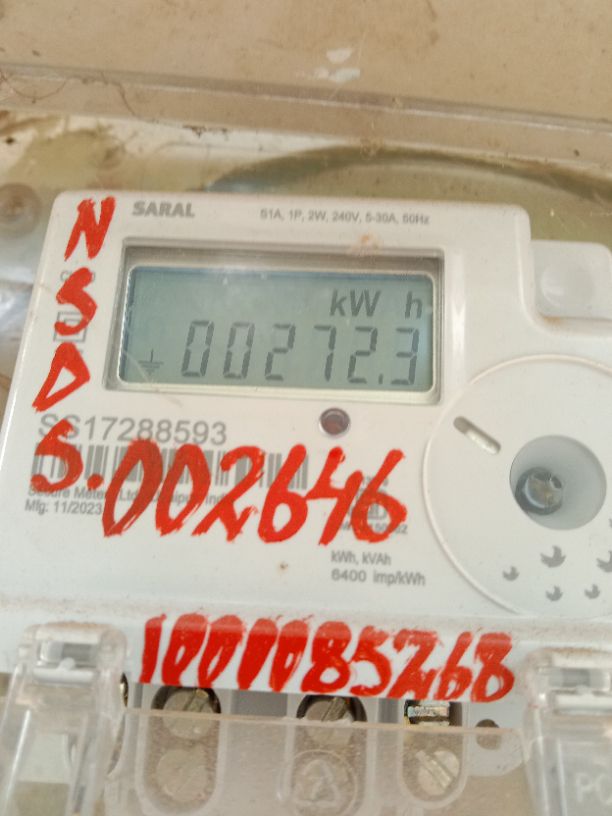 SARAL
S1A, 1P, 2W, 240V, 5-30A, 50Hz
NSDS.
kW h
00272.3
SS17288593
002646
Mfg: 11/2023
kWh, kVAh
6400 imp/kWh
1000085268